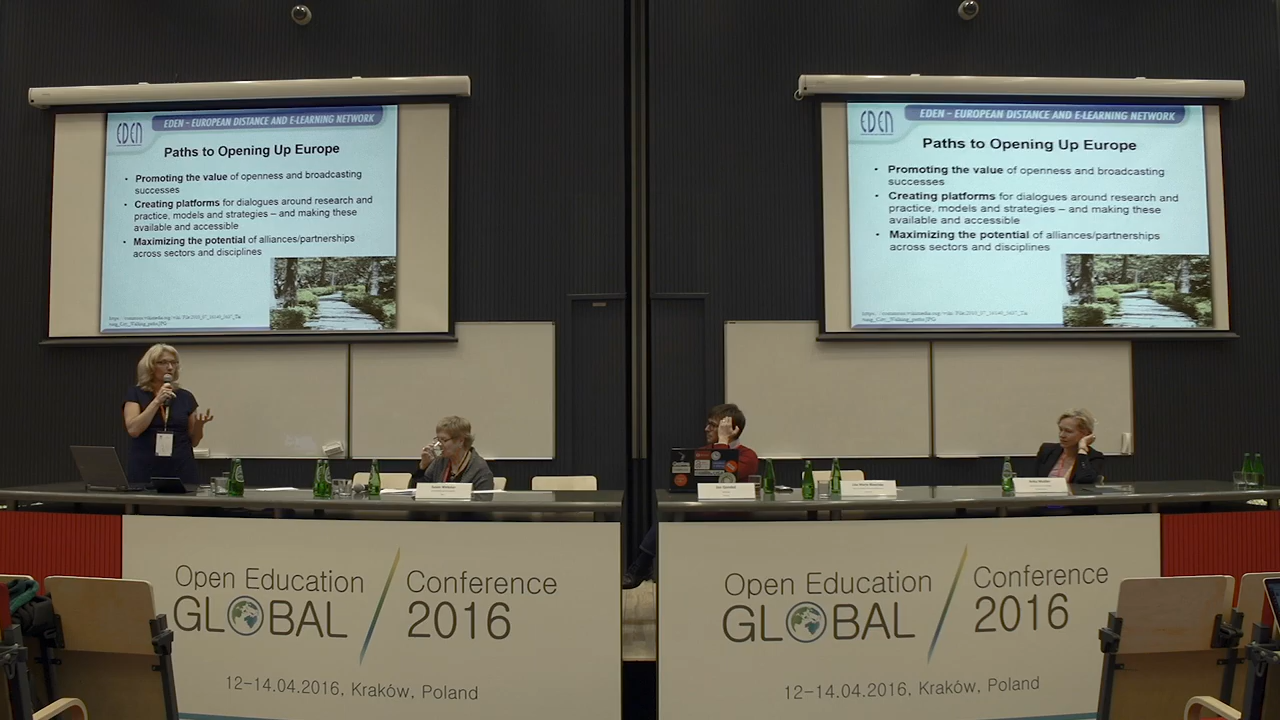 EDEN
EDEN – EUROPEAN DISTANCE AND E-LEARNING NETWORK
Paths to Opening Up Europe
• Promoting the value of openness and broadcasting
successes
• Creating platforms for dialogues around research and
practice, models and strategies – and making these
available and accessible
• Maximizing the potential of alliances/partnerships
across sectors and disciplines
EDEN
EDEN – EUROPEAN DISTANCE AND E-LEARNING NETWORK
Paths to Opening Up Europe
• Promoting the value of openness and broadcasting
successes
• Creating platforms for dialogues around research and
practice, models and strategies – and making these
available and accessible
• Maximizing the potential of alliances/partnerships
across sectors and disciplines
Open Education
GLOBAL
Conference
2016
12-14.04.2016, Kraków, Poland
Open Education
GLOBAL
Conference
2016
12-14.04.2016, Kraków, Poland